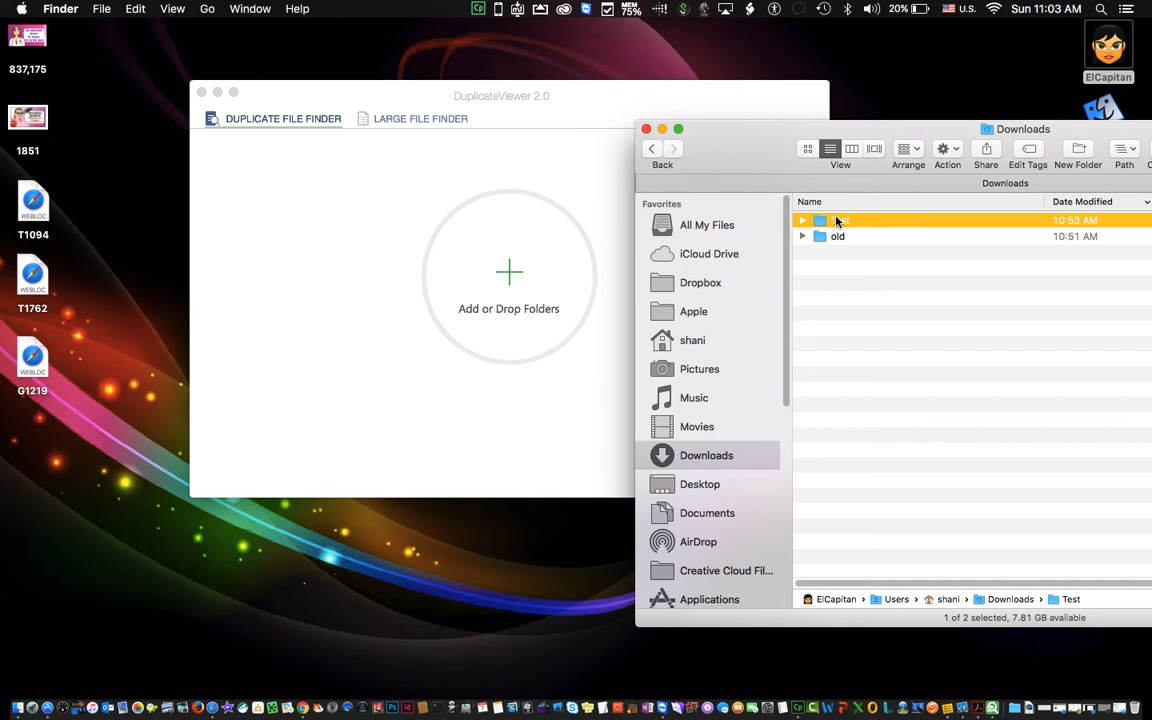 Finder File Edit View Go Window Help
MEM 75% 20% U.S. Sun 11:03 AM
837,175
1851
WEBLOC
T1094
WEBLOC
T1762
WEBLOC
G1219
ElCapitan
DuplicateViewer 2.0
DUPLICATE FILE FINDER LARGE FILE FINDER
Add or Drop Folders
Downloads
Back View Arrange Action Share Edit Tags New Folder Path
Downloads
Favorites
All My Files
iCloud Drive
Dropbox
Apple
shani
Pictures
Music
Movies
Downloads
Desktop
Documents
AirDrop
Creative Cloud Fil...
Applications
Name Date Modified
10:53 AM
old 10:51 AM
ElCapitan › Users › shani › Downloads › Test
1 of 2 selected, 7.81 GB available